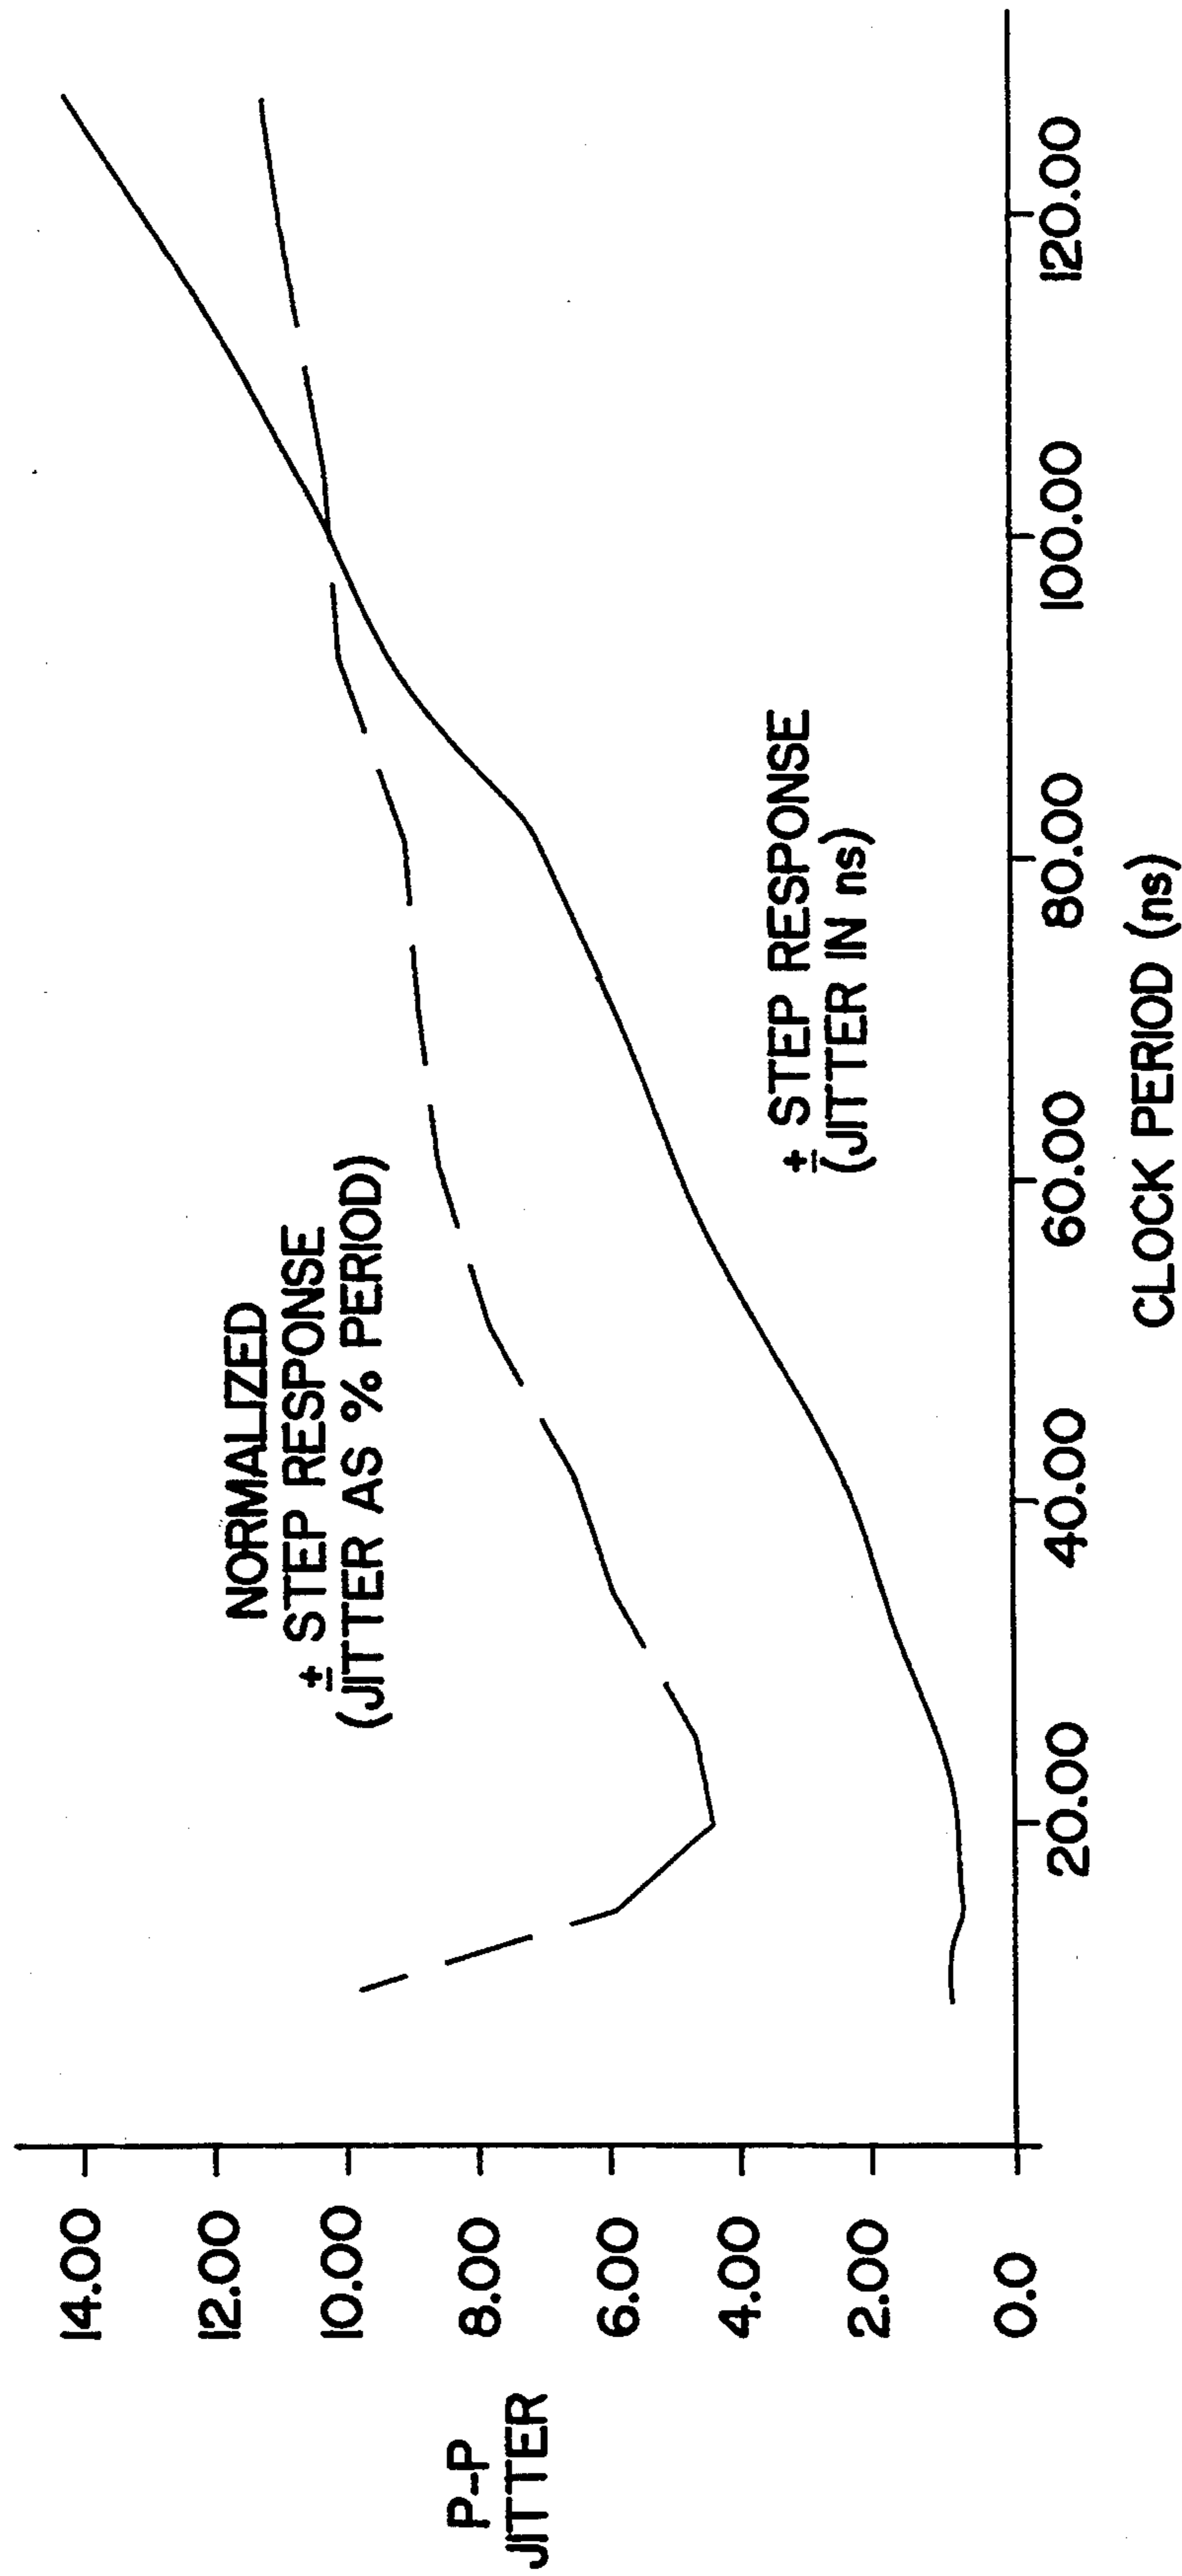 14.00
12.00
10.00
8.00
6.00
4.00
2.00
0.0
P-P
JITTER
NORMALIZED
± STEP RESPONSE
(JITTER AS % PERIOD)
± STEP RESPONSE
(JITTER IN ns)
20.00
40.00
60.00
80.00
100.00
120.00
CLOCK PERIOD (ns)